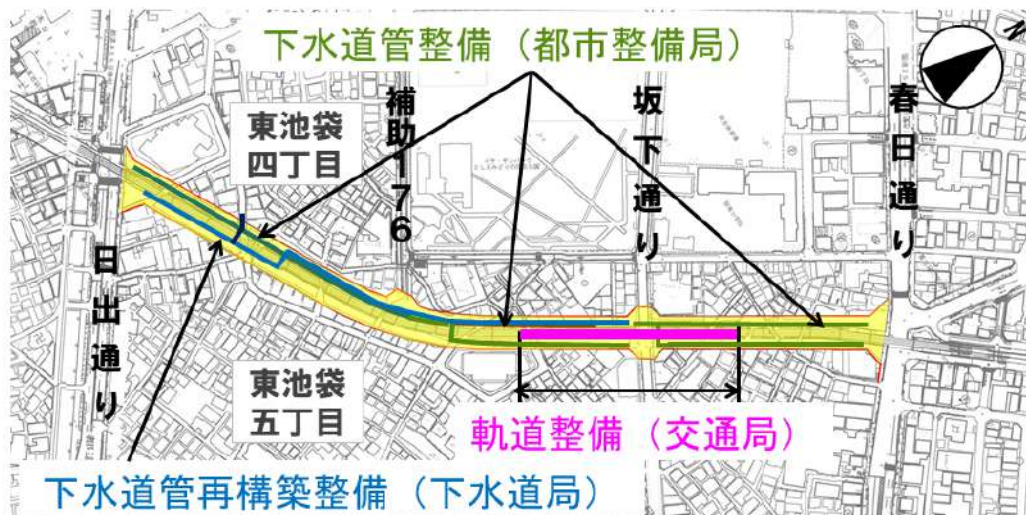 下水道管整備（都市整備局）
N
東池袋
四丁目
補助176
坂下通り
春日通り
日出通り
東池袋
五丁目
軌道整備（交通局）
下水道管再構築整備（下水道局）